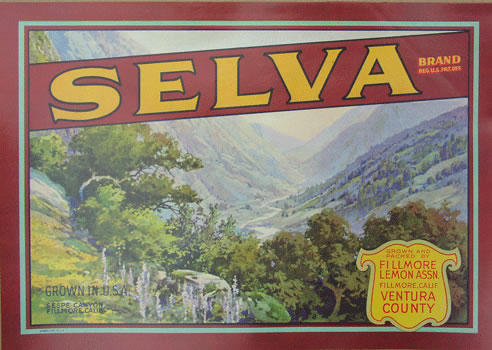 SELVA
BRAND
REG. U.S. PAT. OFF.
GROWN IN U.S.A.
SESPE CANYON
FILLMORE, CALIF.
GROWN AND
PACKED BY
FILLMORE
LEMON ASSN.
FILLMORE, CALIF.
VENTURA
COUNTY